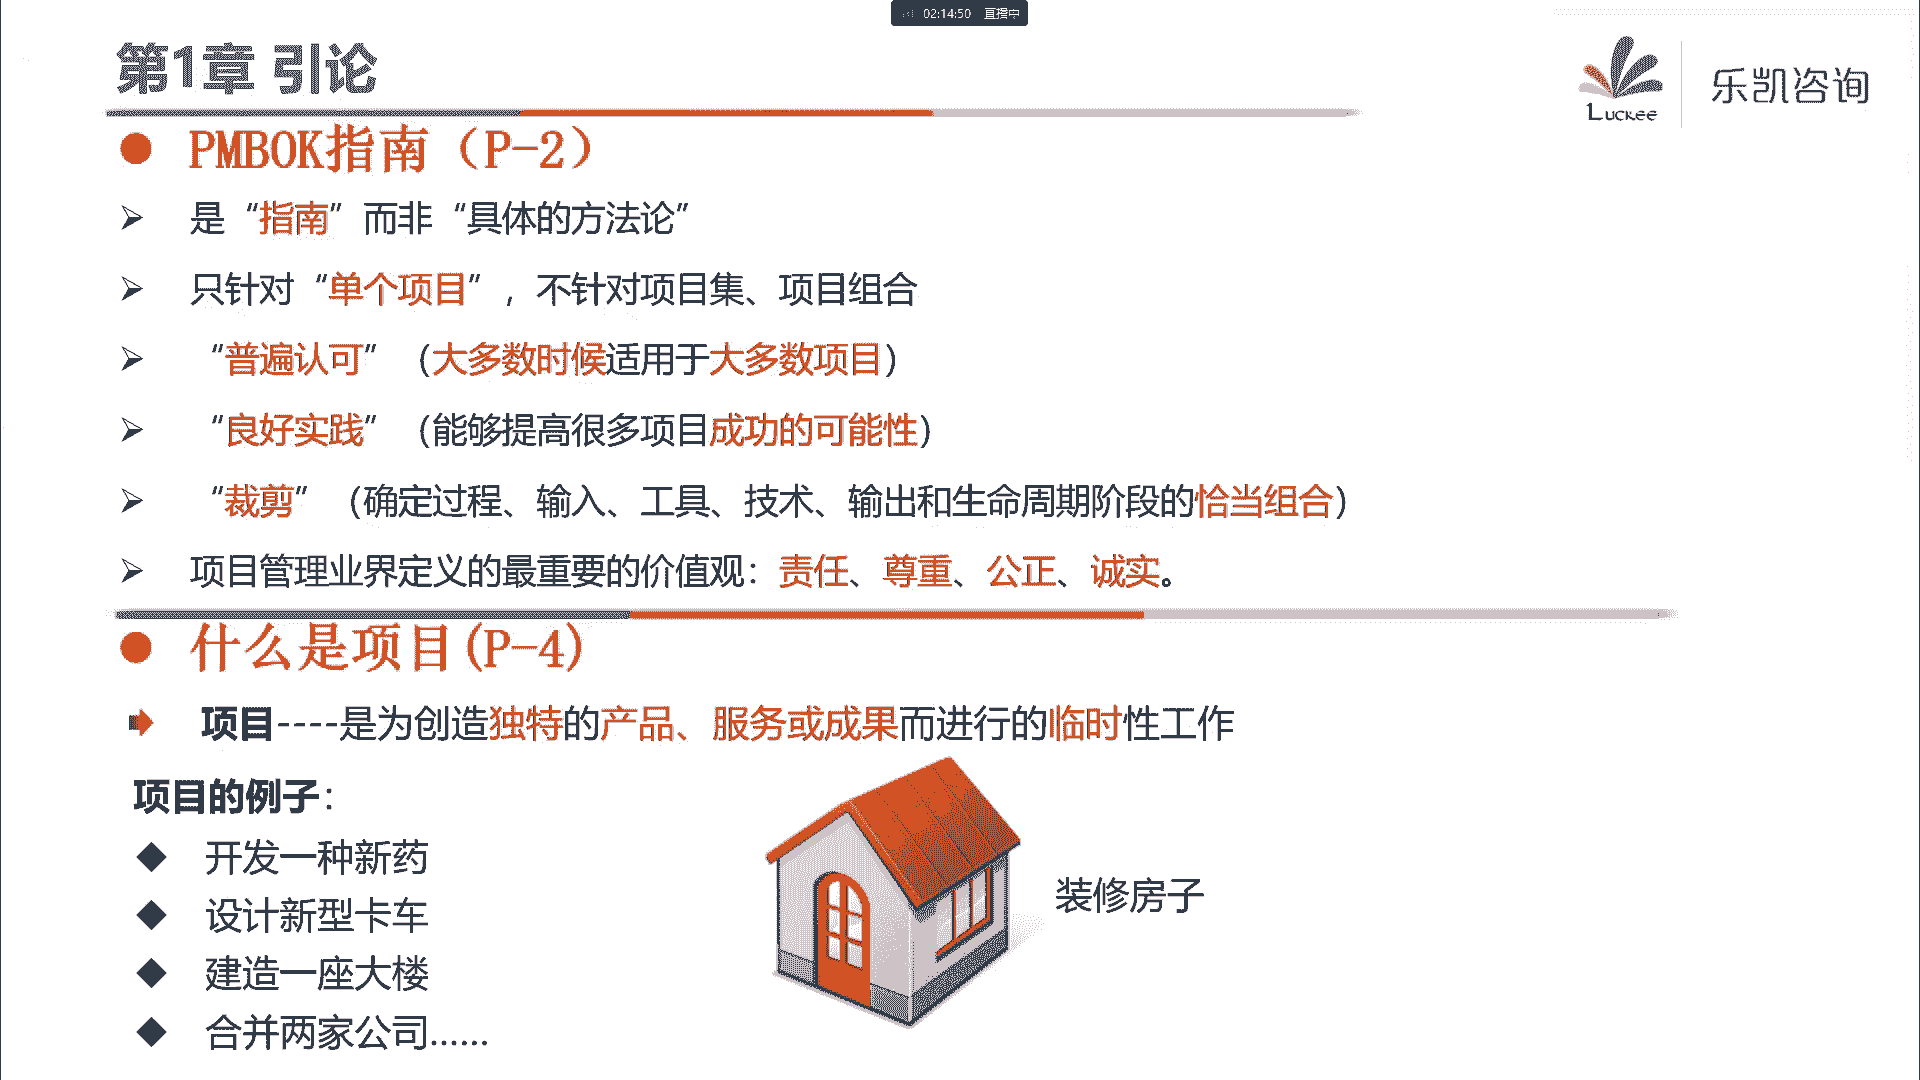 02:14:50 直播中
第1章 引论
Luckee 乐凯咨询
PMBOK指南（P-2）
是“指南”而非“具体的方法论”
只针对“单个项目”，不针对项目集、项目组合
“普遍认可”（大多数时候适用于大多数项目）
“良好实践”（能够提高很多项目成功的可能性）
“裁剪”（确定过程、输入、工具、技术、输出和生命周期阶段的恰当组合）
项目管理业界定义的最重要的价值观：责任、尊重、公正、诚实。
什么是项目(P-4)
项目----是为创造独特的产品、服务或成果而进行的临时性工作
项目的例子：
开发一种新药
设计新型卡车
建造一座大楼
合并两家公司……
装修房子